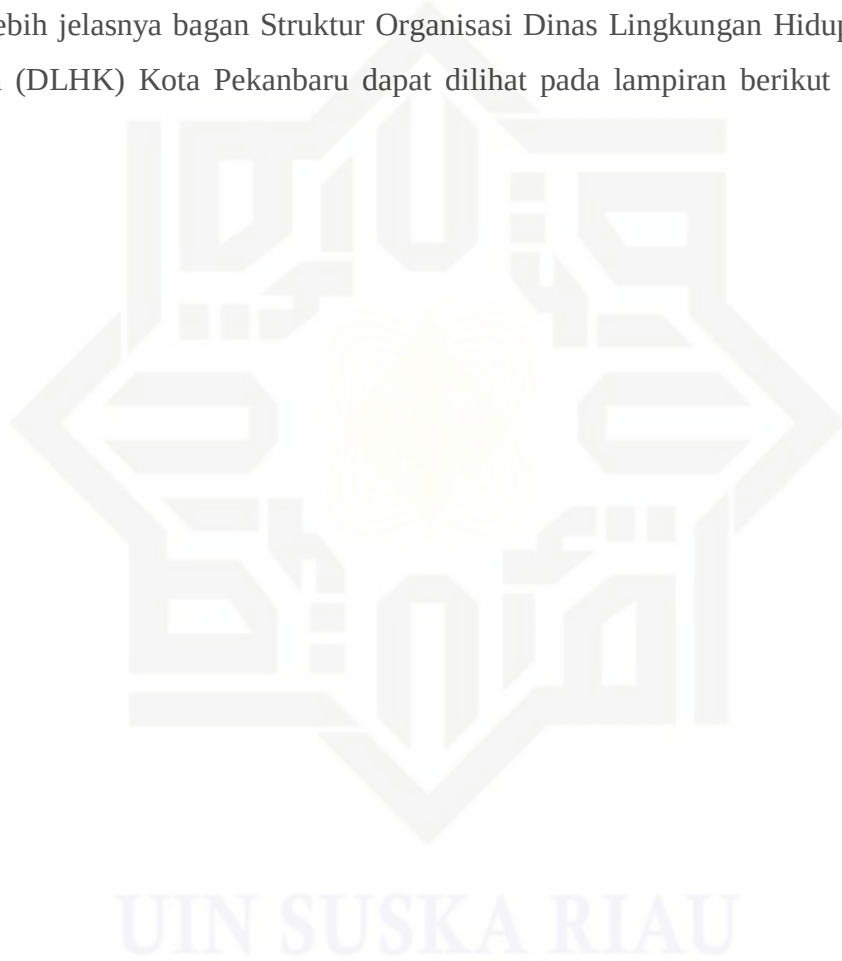 ebih jelasnya bagan Struktur Organisasi Dinas Lingkungan Hidup
(DLHK) Kota Pekanbaru dapat dilihat pada lampiran berikut
UIN SUSKA RIAU